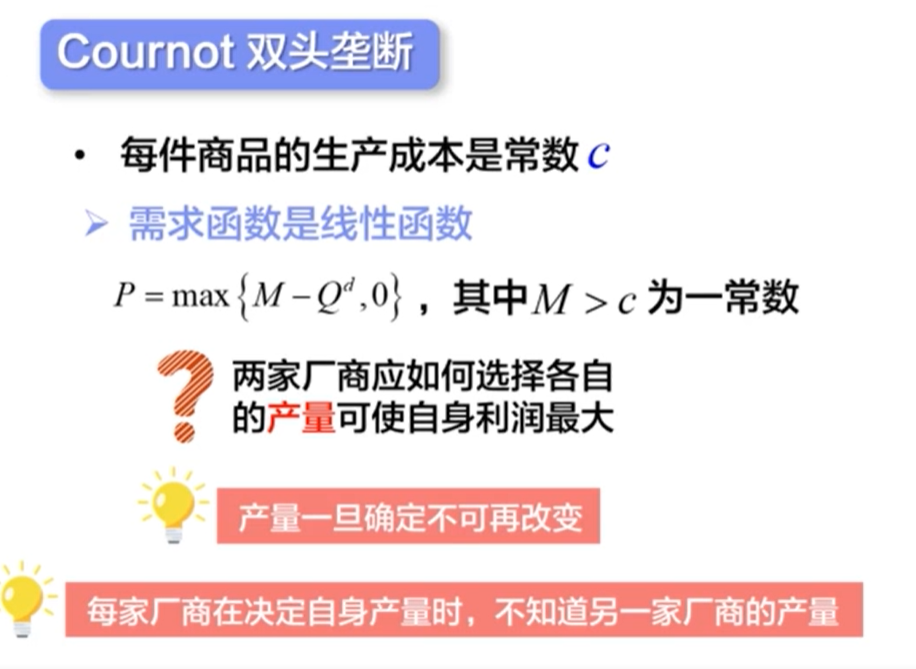 Cournot 双头垄断
• 每件商品的生产成本是常数 c
➢ 需求函数是线性函数
P = max{M − Qᵈ, 0}，其中 M > c 为一常数
? 两家厂商应如何选择各自
的产量可使自身利润最大
产量一旦确定不可再改变
每家厂商在决定自身产量时，不知道另一家厂商的产量